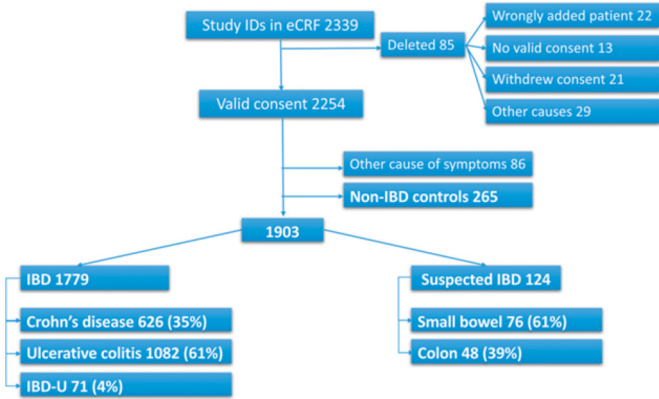 Study IDs in eCRF 2339
Deleted 85
Wrongly added patient 22
No valid consent 13
Withdrew consent 21
Other causes 29
Valid consent 2254
Other cause of symptoms 86
Non-IBD controls 265
1903
IBD 1779
Crohn's disease 626 (35%)
Ulcerative colitis 1082 (61%)
IBD-U 71 (4%)
Suspected IBD 124
Small bowel 76 (61%)
Colon 48 (39%)